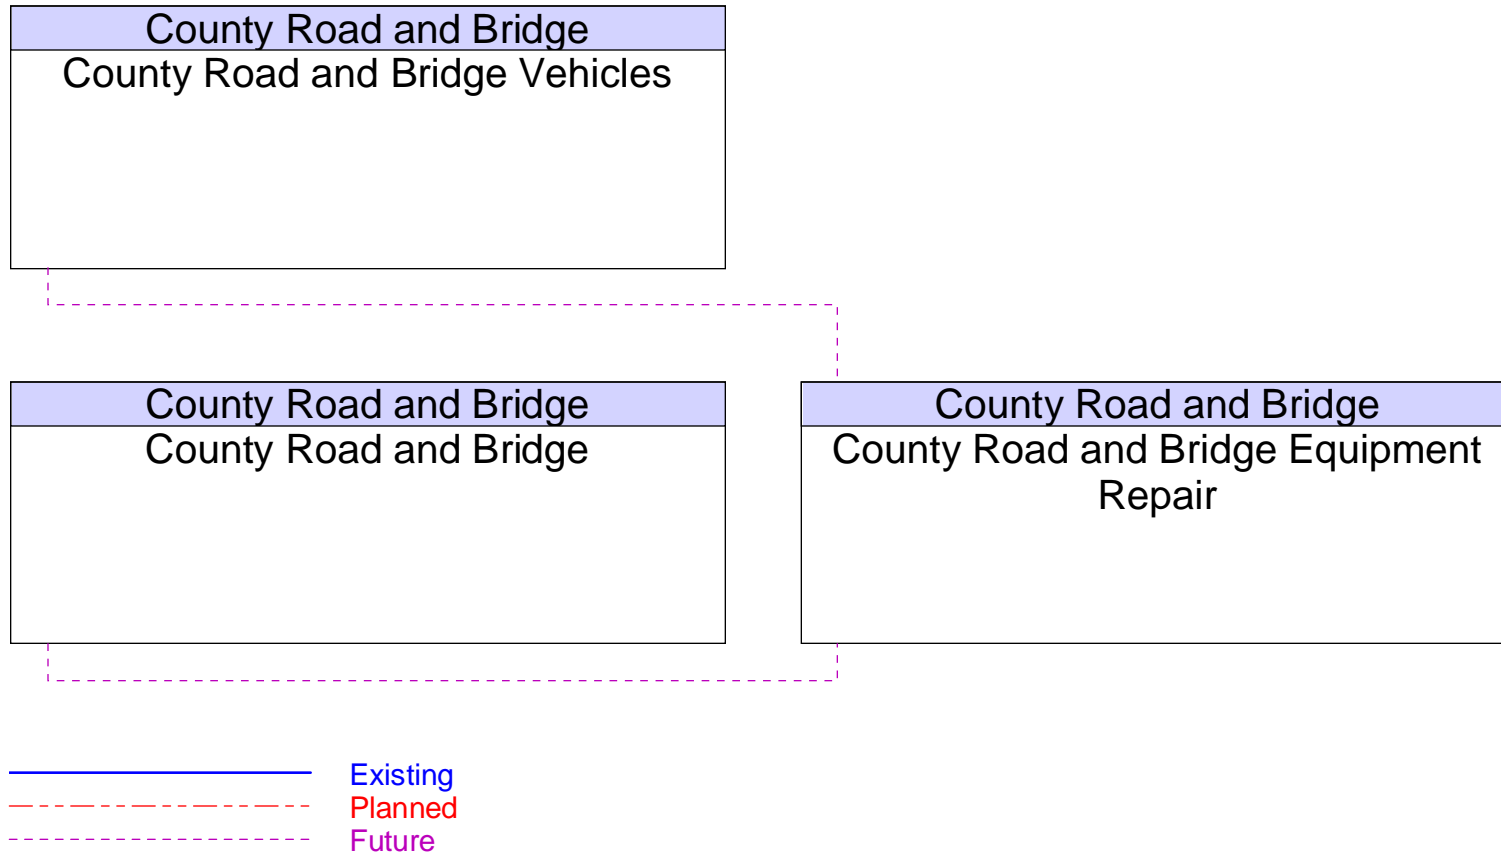 County Road and Bridge
County Road and Bridge Vehicles
County Road and Bridge
County Road and Bridge
County Road and Bridge
County Road and Bridge Equipment
Repair
Existing
Planned
Future